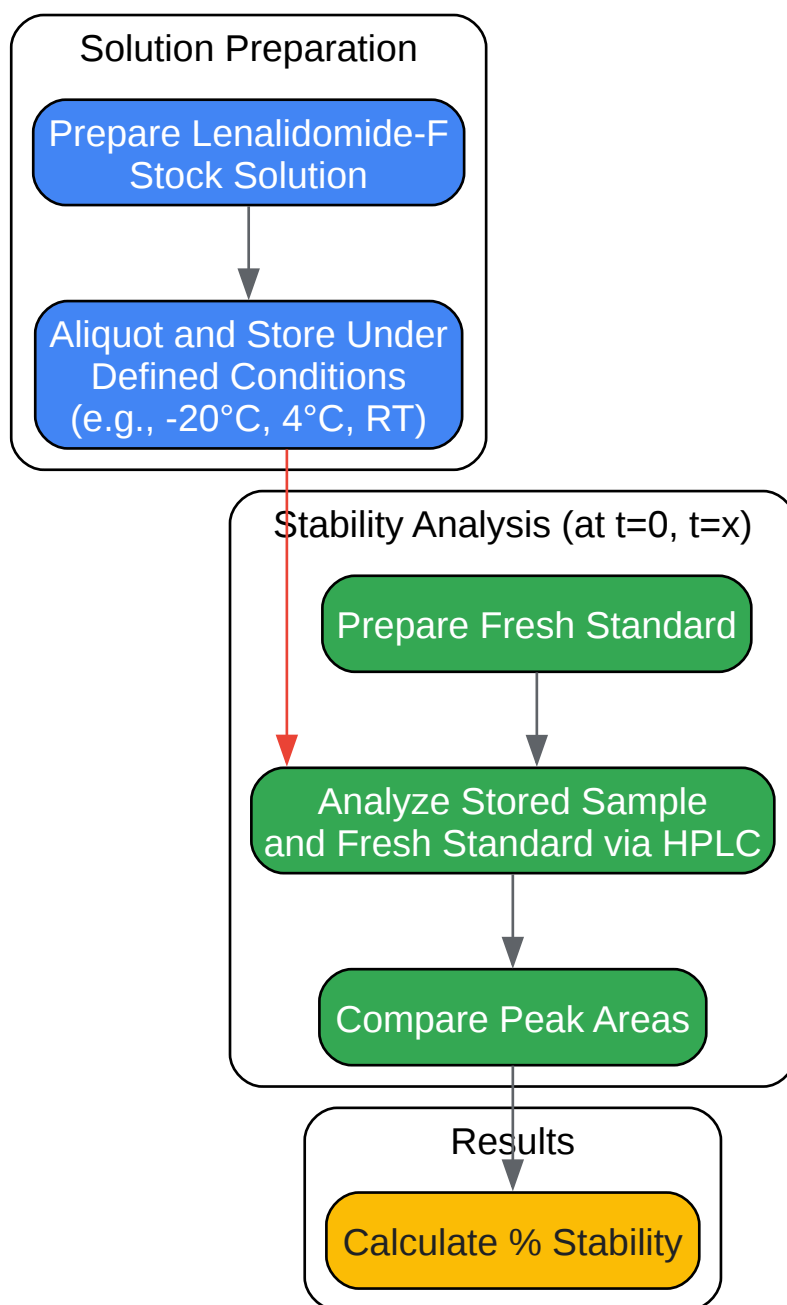 Solution Preparation
Prepare Lenalidomide-F
Stock Solution
Aliquot and Store Under
Defined Conditions
(e.g., -20°C, 4°C, RT)
Stability Analysis (at t=0, t=x)
Prepare Fresh Standard
Analyze Stored Sample
and Fresh Standard via HPLC
Compare Peak Areas
Results
Calculate % Stability